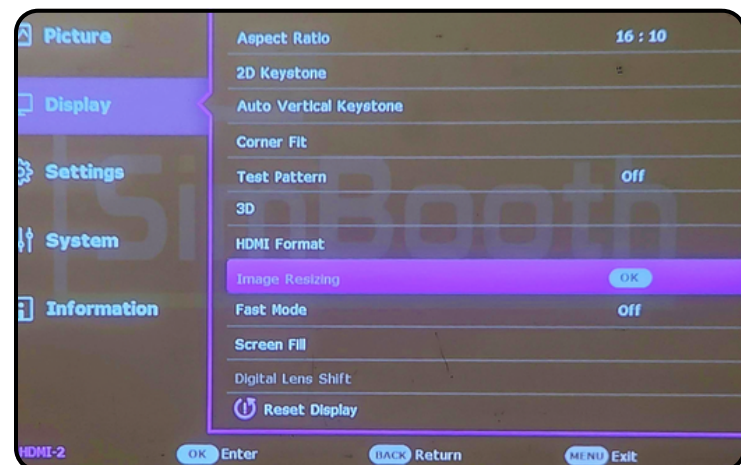 Picture
Display
Settings
System
Information
Aspect Ratio 16 : 10
2D Keystone
Auto Vertical Keystone
Corner Fit
Test Pattern Off
3D
HDMI Format
Image Resizing OK
Fast Mode Off
Screen Fill
Digital Lens Shift
Reset Display
SimBooth
HDMI-2 OK Enter BACK Return MENU Exit